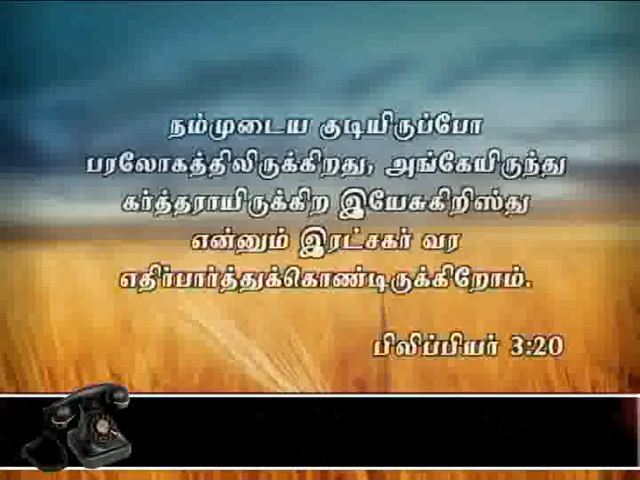 நம்முடைய குடியிருப்போ
பரலோகத்திலிருக்கிறது, அங்கேயிருந்து
கர்த்தராயிருக்கிற இயேசுகிறிஸ்து
என்னும் இரட்சகர் வர
எதிர்பார்த்துக்கொண்டிருக்கிறோம்.
பிலிப்பியர் 3:20